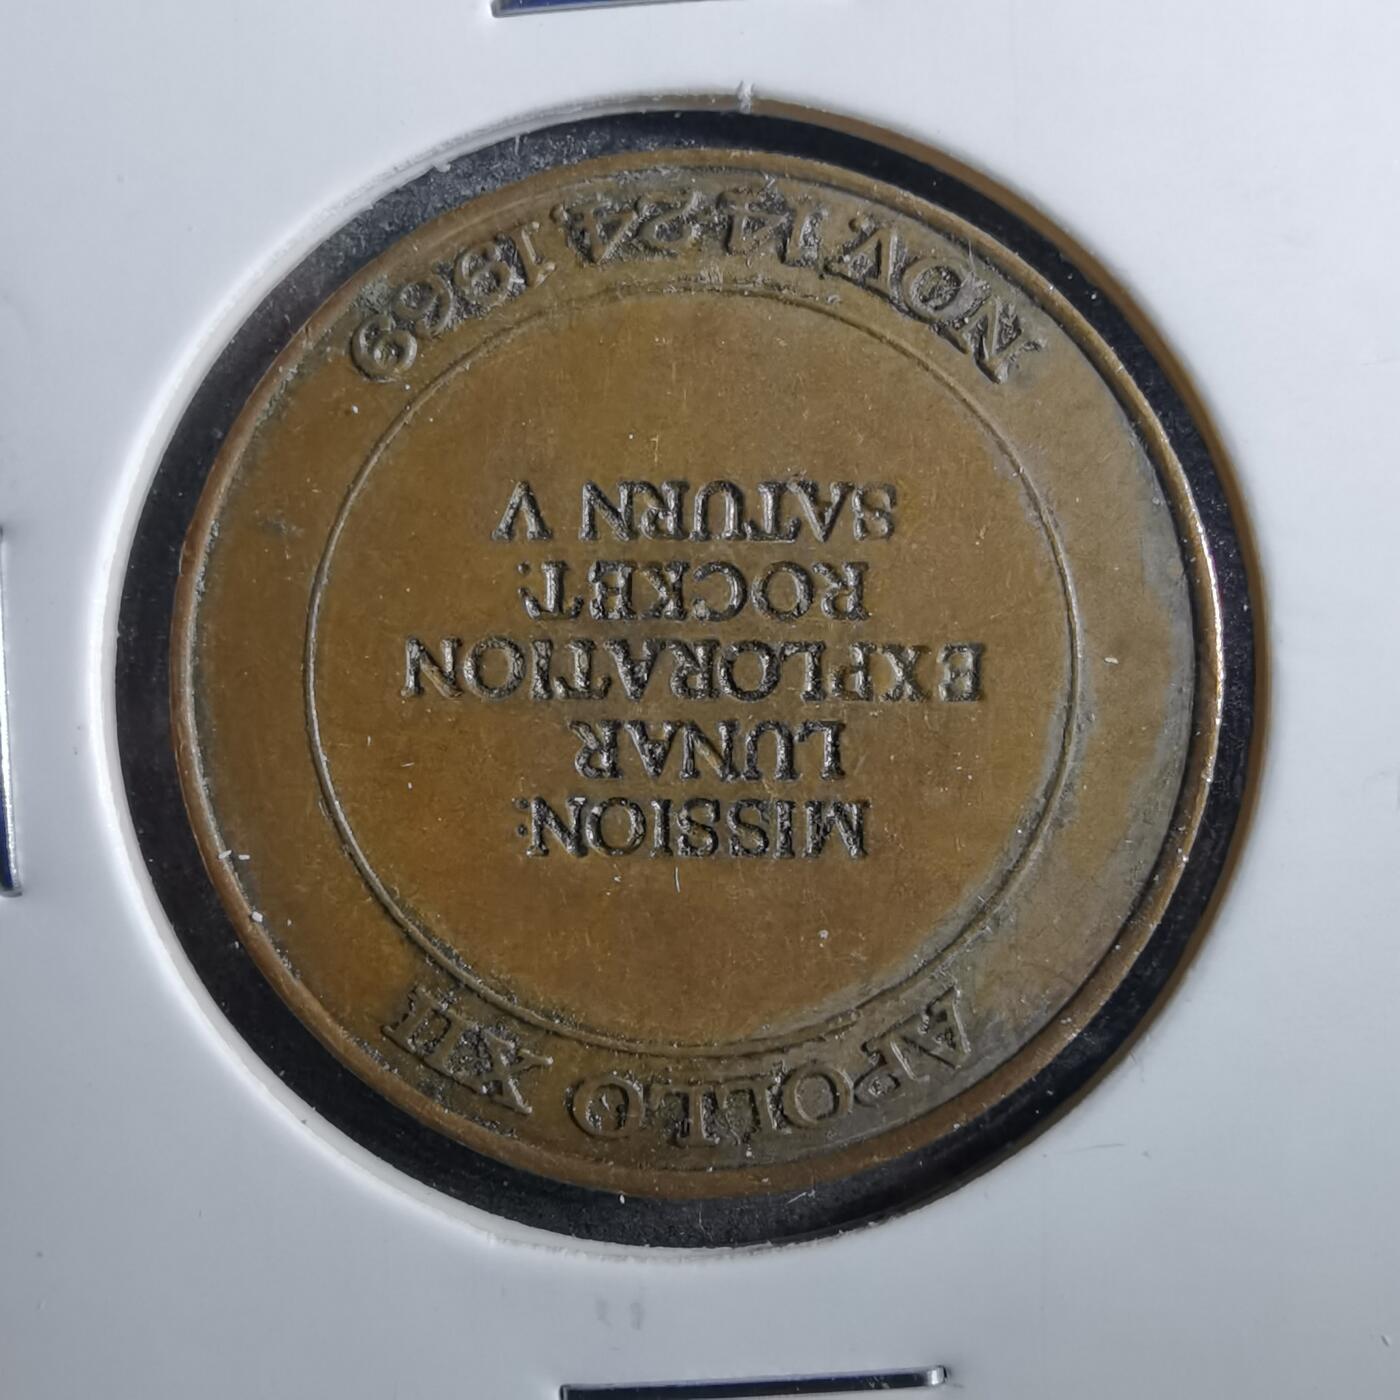 APOLLO XII
MISSION:
LUNAR
EXPLORATION
ROCKET:
SATURN V
NOV. 14-24, 1969